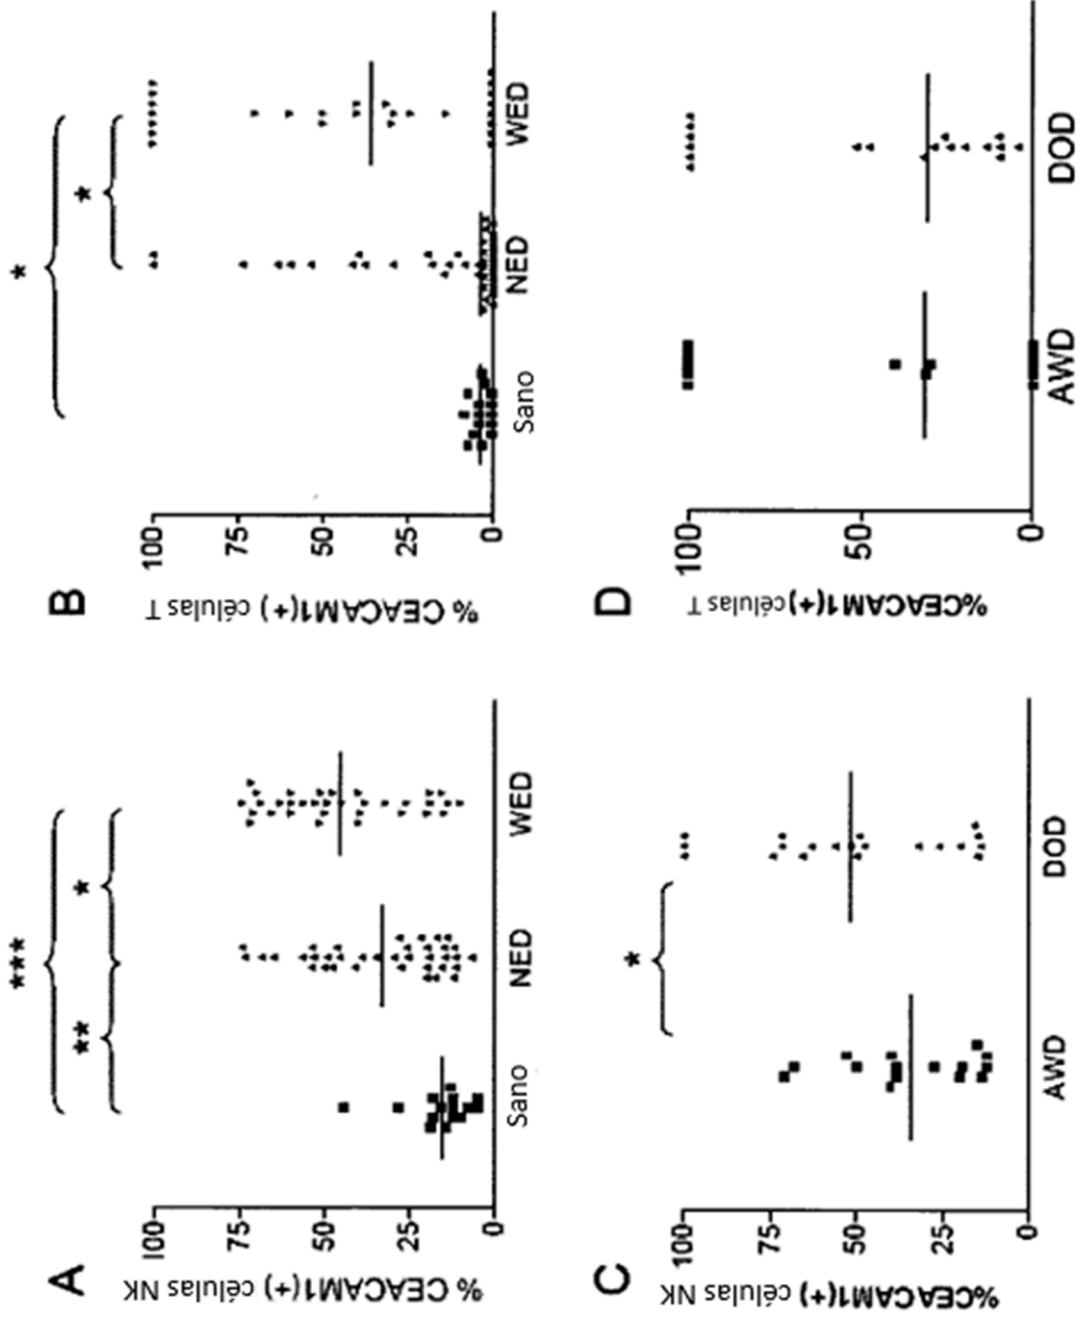 A
% CEACAM1(+) células NK
100
75
50
25
0
***
**
*
Sano
NED
WED
B
% CEACAM1(+) células T
100
75
50
25
0
*
*
Sano
NED
WED
C
%CEACAM1(+) células NK
100
75
50
25
0
*
AWD
DOD
D
%CEACAM1(+) células T
100
50
0
AWD
DOD